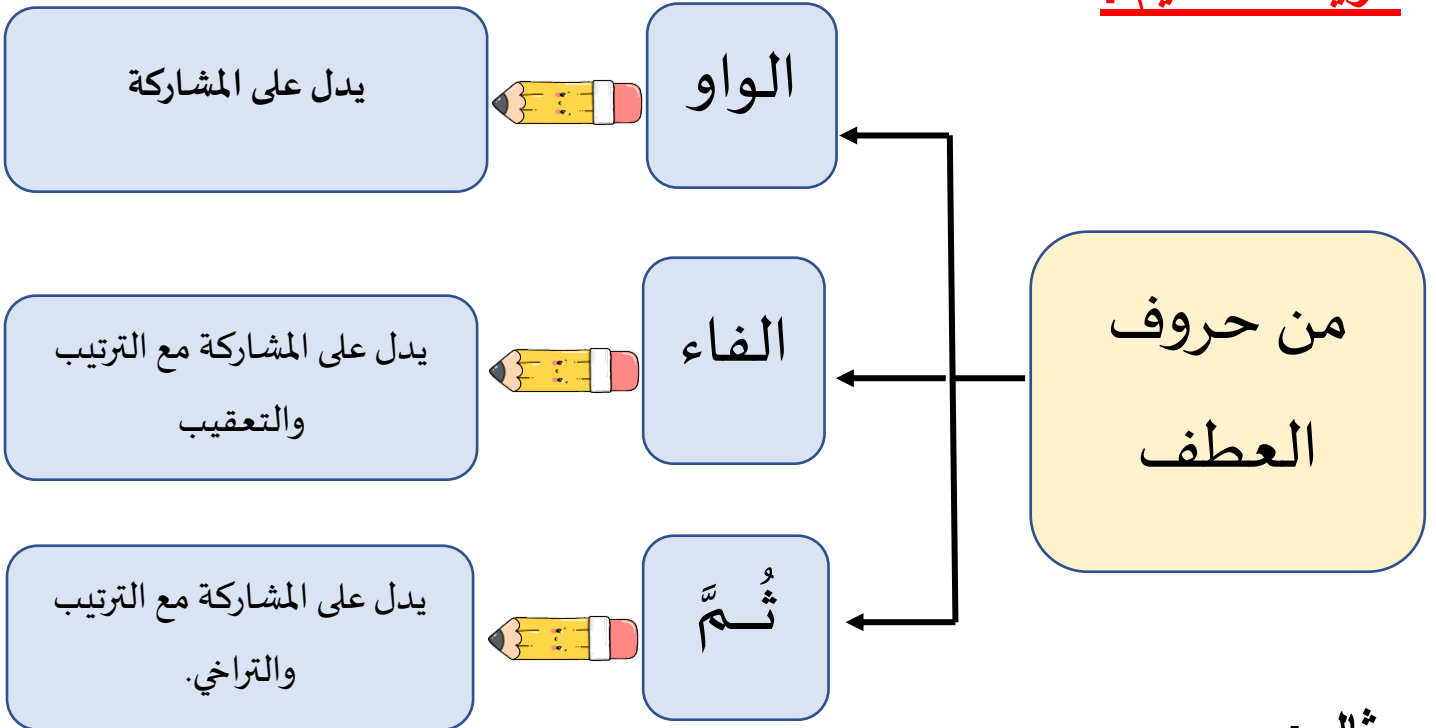 من حروف
العطف
الواو
يدل على المشاركة
الفاء
يدل على المشاركة مع الترتيب
والتعقيب
ثُـمَّ
يدل على المشاركة مع الترتيب
والتراخي.